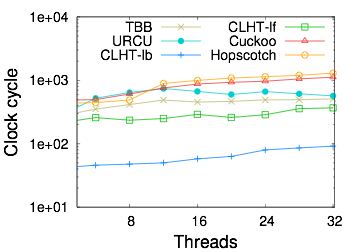 1e+04
1e+03
1e+02
1e+01
Clock cycle
TBB
URCU
CLHT-lb
CLHT-lf
Cuckoo
Hopscotch
8
16
24
32
Threads